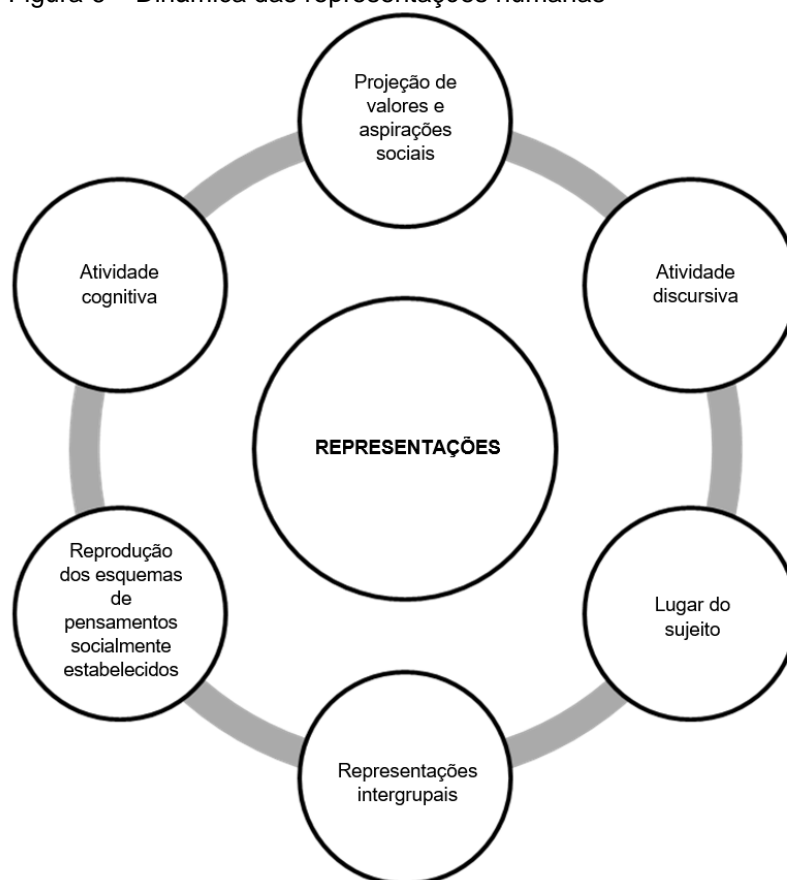 Dinâmica das representações humanas
Projeção de
valores e
aspirações
sociais
Atividade
cognitiva
Atividade
discursiva
REPRESENTAÇÕES
Reprodução
dos esquemas
de
pensamentos
socialmente
estabelecidos
Lugar do
sujeito
Representações
intergrupais